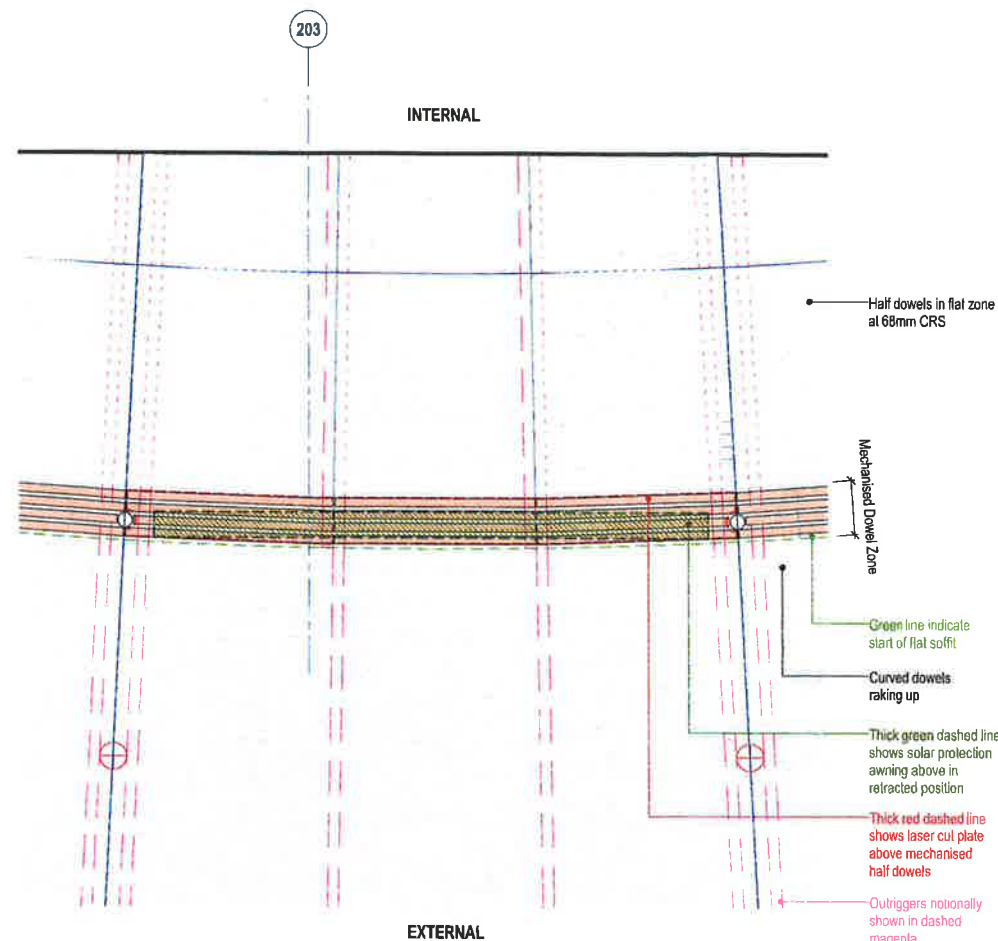 203
INTERNAL
Half dowels in flat zone
at 68mm CRS
Mechanised Dowel Zone
Green line indicate
start of flat soffit
Curved dowels
raking up
Thick green dashed line
shows solar protection
awning above in
retracted position
Thick red dashed line
shows laser cut plate
above mechanised
half dowels
Outriggers notionally
shown in dashed
magenta
EXTERNAL